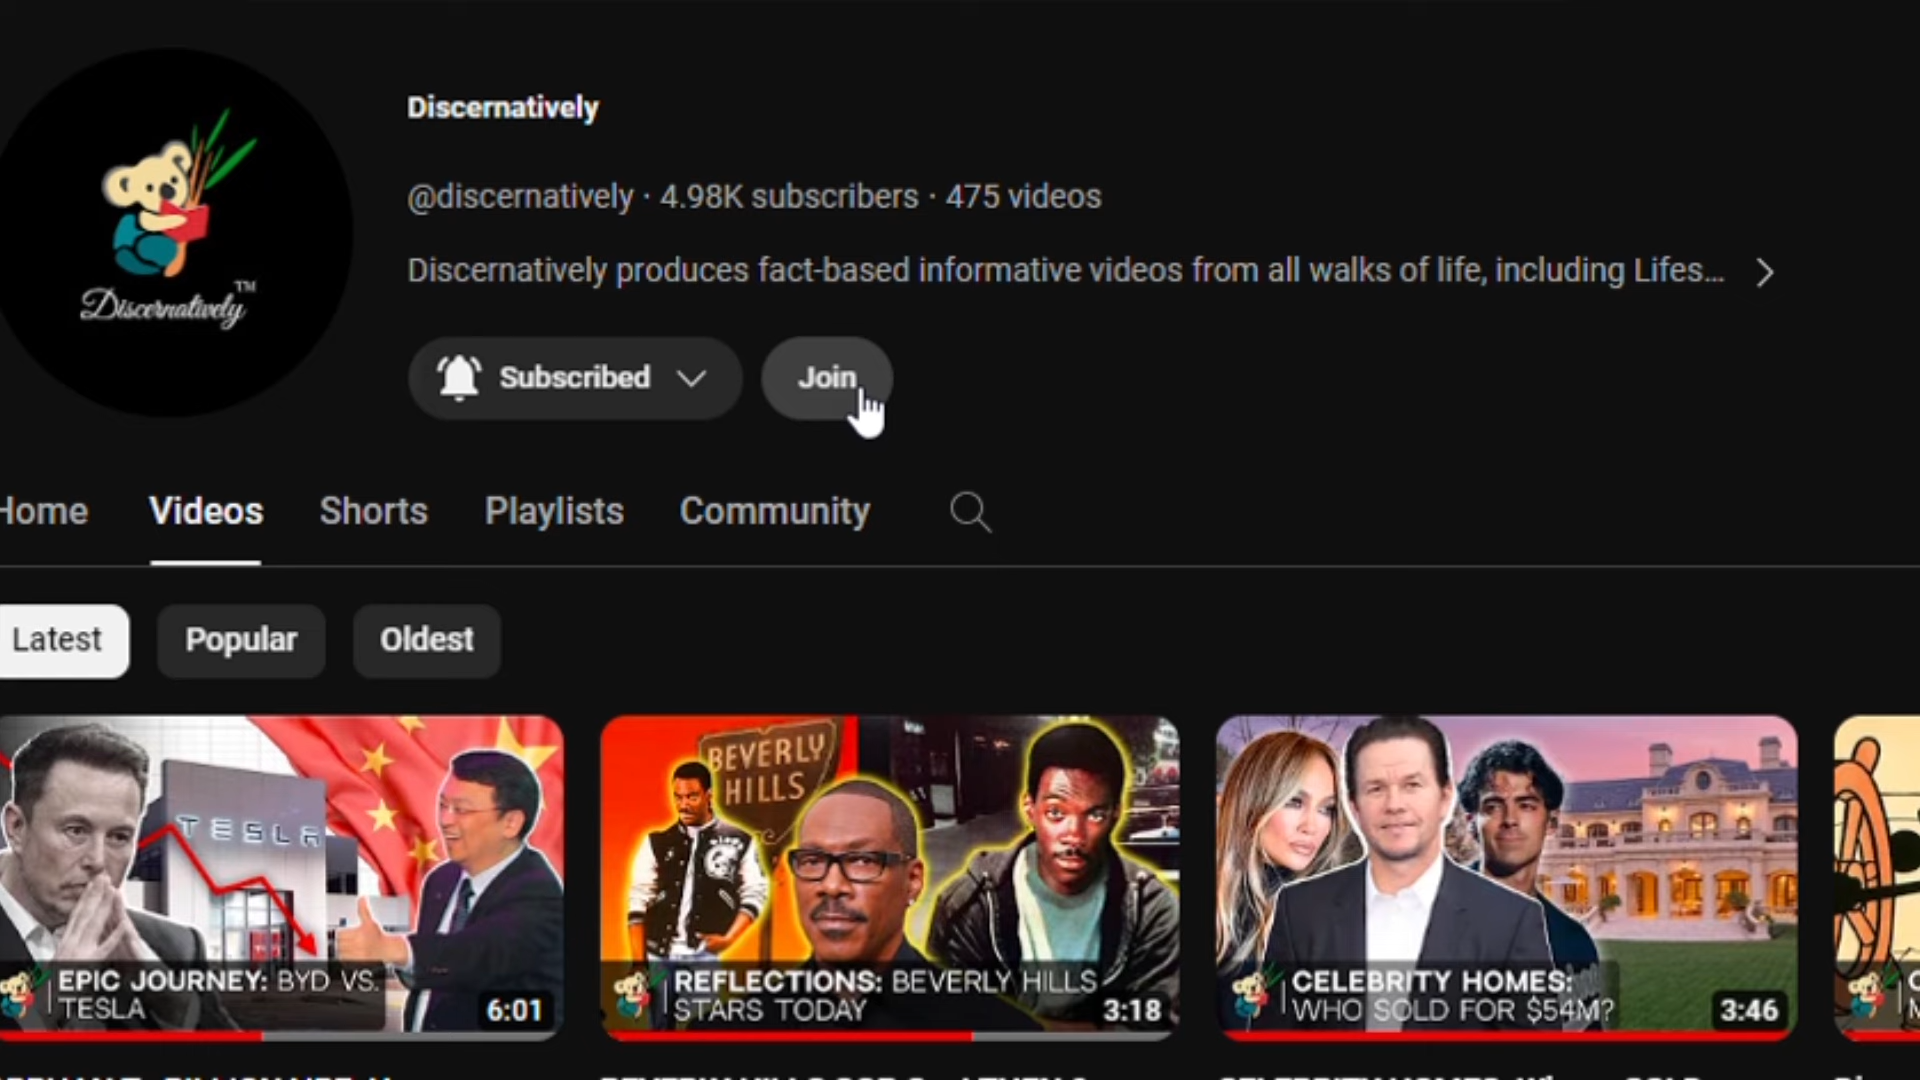 Discernatively
@discernatively · 4.98K subscribers · 475 videos
Discernatively produces fact-based informative videos from all walks of life, including Lifes...
Discernatively™
Subscribed
Join
Home
Videos
Shorts
Playlists
Community
Latest
Popular
Oldest
TESLA
EPIC JOURNEY: BYD VS.
TESLA
6:01
BEVERLY
HILLS
REFLECTIONS: BEVERLY HILLS
STARS TODAY
3:18
CELEBRITY HOMES:
WHO SOLD FOR $54M?
3:46